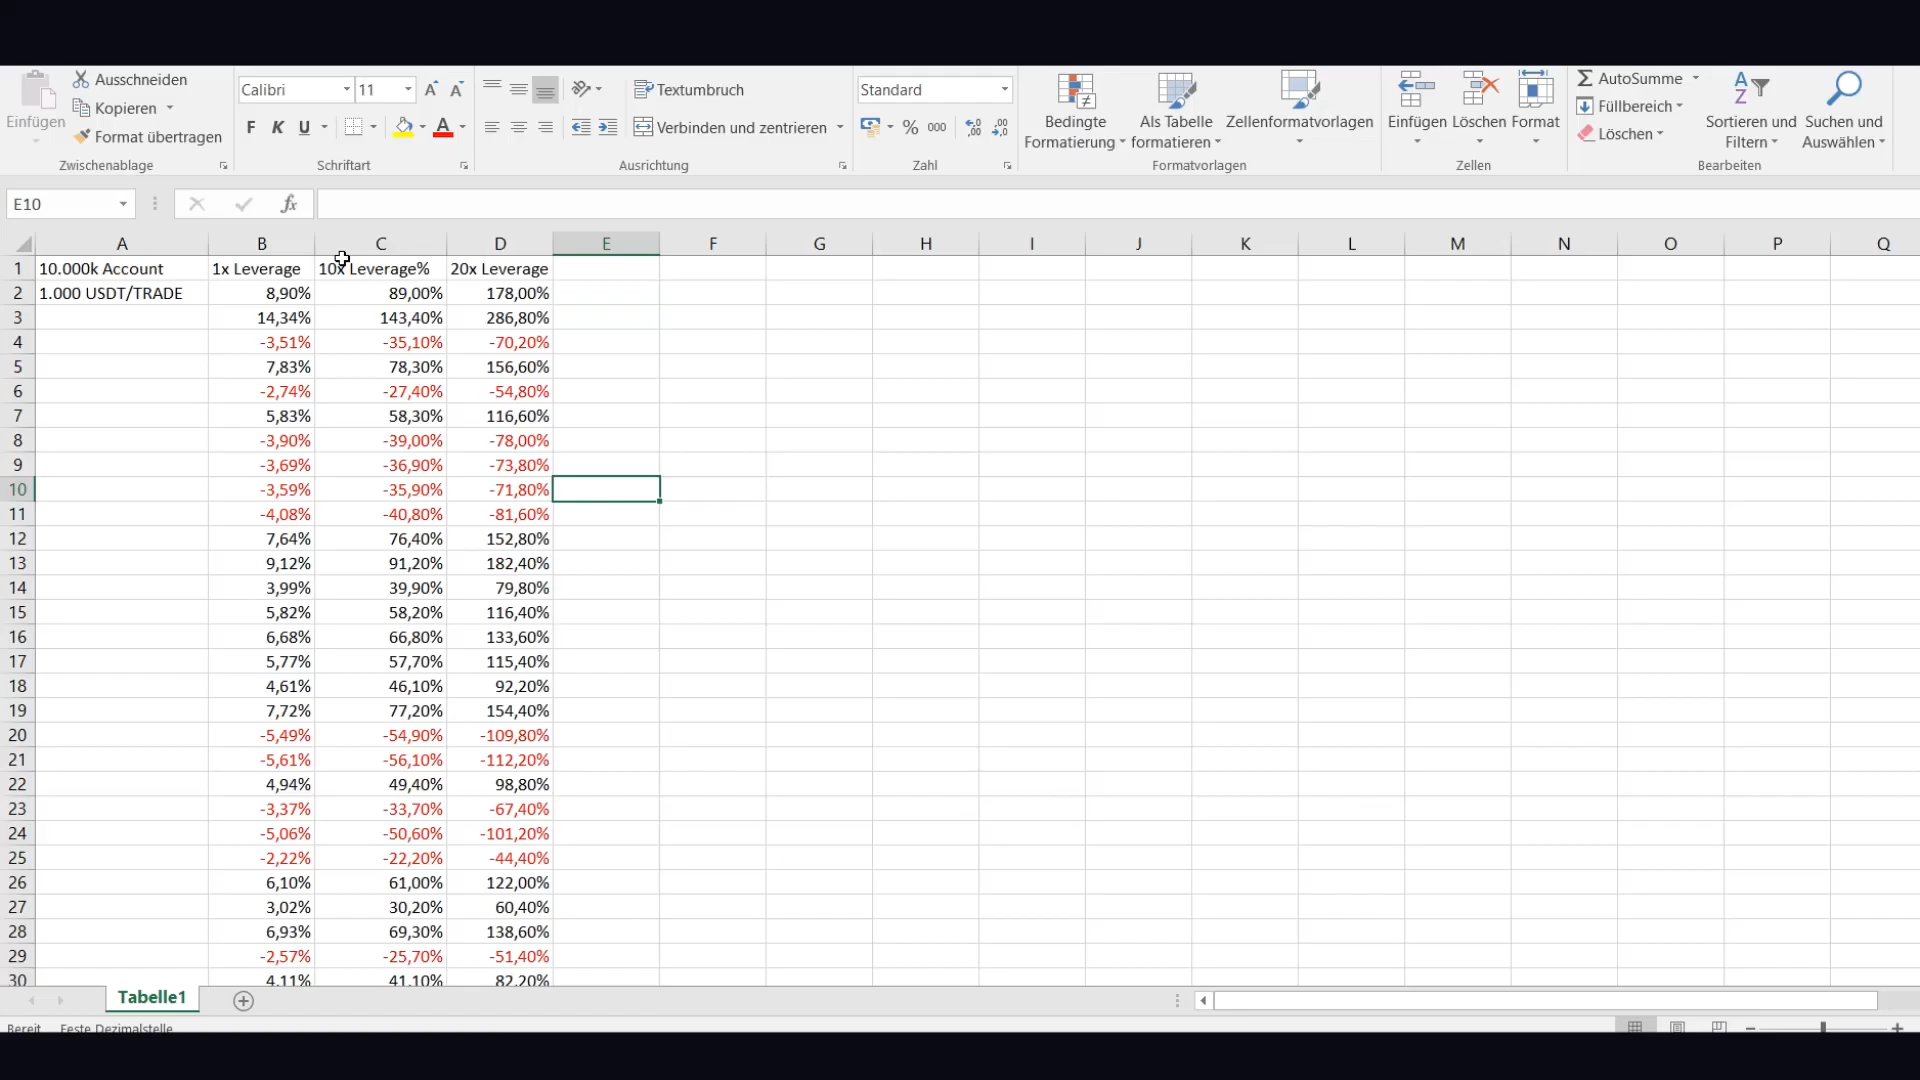 Ausschneiden
Kopieren
Format übertragen
Einfügen
Zwischenablage
Calibri 11
F K U
Schriftart
Textumbruch
Verbinden und zentrieren
Ausrichtung
Standard
% 000
Zahl
Bedingte Formatierung
Als Tabelle formatieren
Zellenformatvorlagen
Formatvorlagen
Einfügen Löschen Format
Zellen
AutoSumme
Füllbereich
Löschen
Sortieren und Filtern
Suchen und Auswählen
Bearbeiten
E10 fx
A B C D E F G H I J K L M N O P Q
1 10.000k Account 1x Leverage 10x Leverage% 20x Leverage
2 1.000 USDT/TRADE 8,90% 89,00% 178,00%
3 14,34% 143,40% 286,80%
4 -3,51% -35,10% -70,20%
5 7,83% 78,30% 156,60%
6 -2,74% -27,40% -54,80%
7 5,83% 58,30% 116,60%
8 -3,90% -39,00% -78,00%
9 -3,69% -36,90% -73,80%
10 -3,59% -35,90% -71,80%
11 -4,08% -40,80% -81,60%
12 7,64% 76,40% 152,80%
13 9,12% 91,20% 182,40%
14 3,99% 39,90% 79,80%
15 5,82% 58,20% 116,40%
16 6,68% 66,80% 133,60%
17 5,77% 57,70% 115,40%
18 4,61% 46,10% 92,20%
19 7,72% 77,20% 154,40%
20 -5,49% -54,90% -109,80%
21 -5,61% -56,10% -112,20%
22 4,94% 49,40% 98,80%
23 -3,37% -33,70% -67,40%
24 -5,06% -50,60% -101,20%
25 -2,22% -22,20% -44,40%
26 6,10% 61,00% 122,00%
27 3,02% 30,20% 60,40%
28 6,93% 69,30% 138,60%
29 -2,57% -25,70% -51,40%
30 4,11% 41,10% 82,20%
Tabelle1
Bereit Feste Dezimalstelle